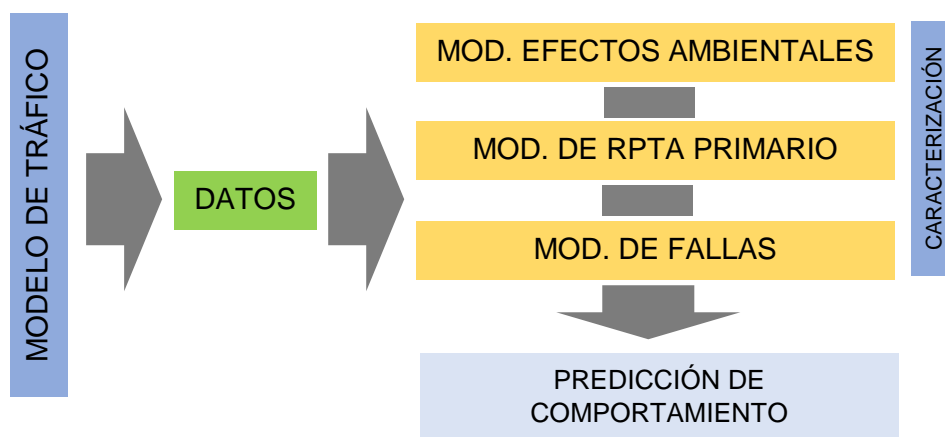 MODELO DE TRÁFICO
DATOS
MOD. EFECTOS AMBIENTALES
MOD. DE RPTA PRIMARIO
MOD. DE FALLAS
PREDICCIÓN DE
COMPORTAMIENTO
CARACTERIZACIÓN